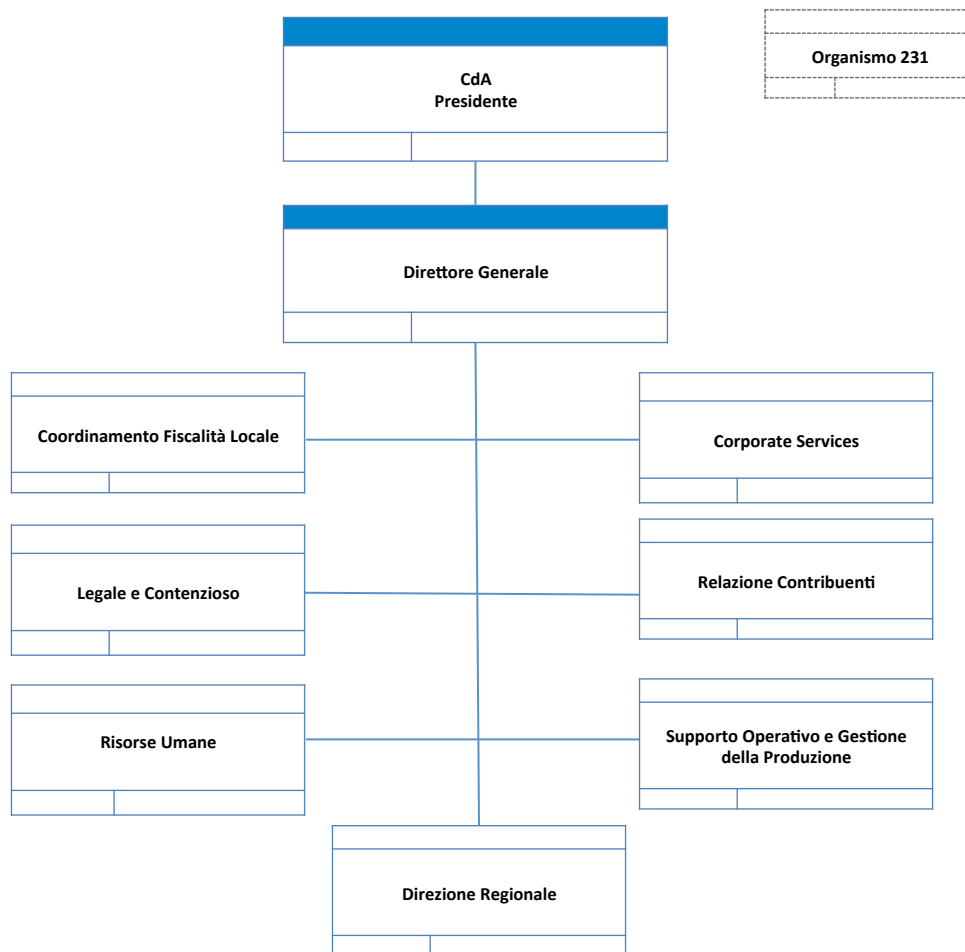 CdA
Presidente
Organismo 231
Direttore Generale
Coordinamento Fiscalità Locale
Corporate Services
Legale e Contenzioso
Relazione Contribuenti
Risorse Umane
Supporto Operativo e Gestione
della Produzione
Direzione Regionale